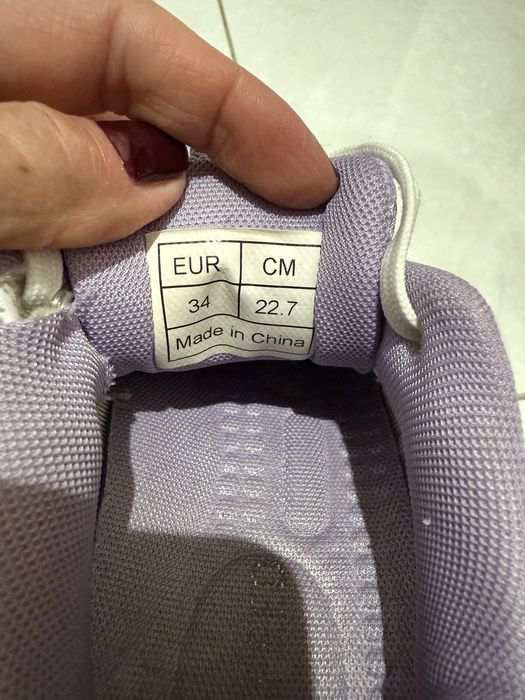 EUR CM
34 22.7
Made in China